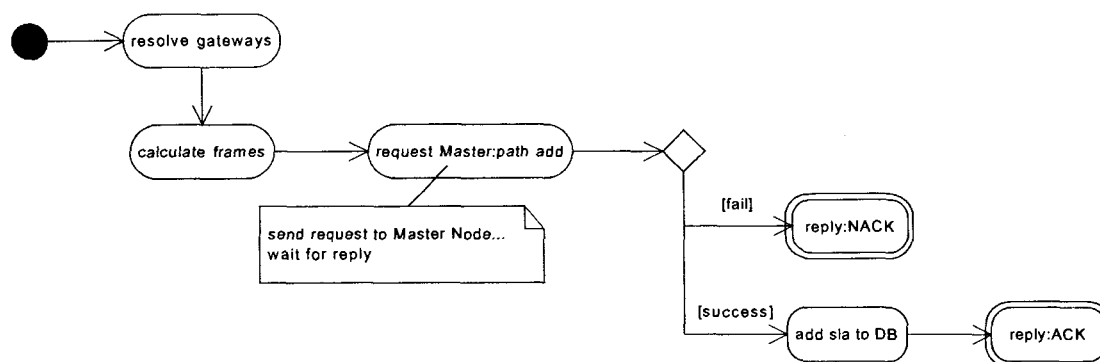 resolve gateways
calculate frames
request Master:path add
send request to Master Node...
wait for reply
[fail]
reply:NACK
[success]
add sla to DB
reply:ACK